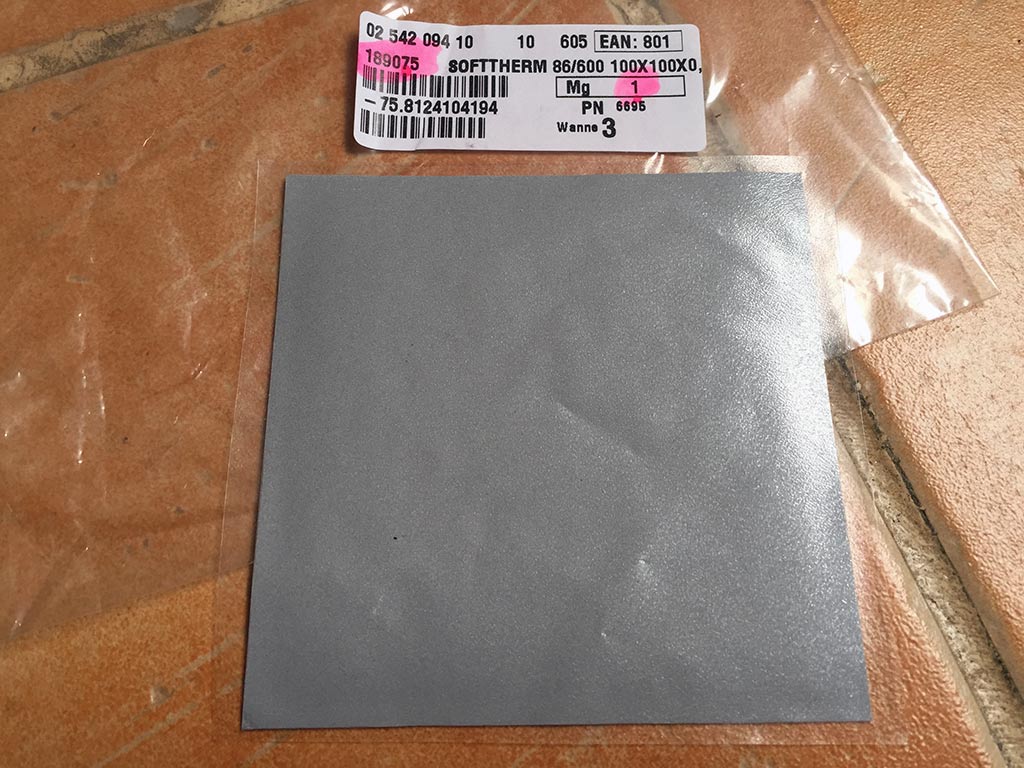 02 542 094 10 10 605 EAN: 801
189075 SOFTTHERM 86/600 100X100X0,
Mg 1
- 75.8124104194 PN 6695
Wanne 3